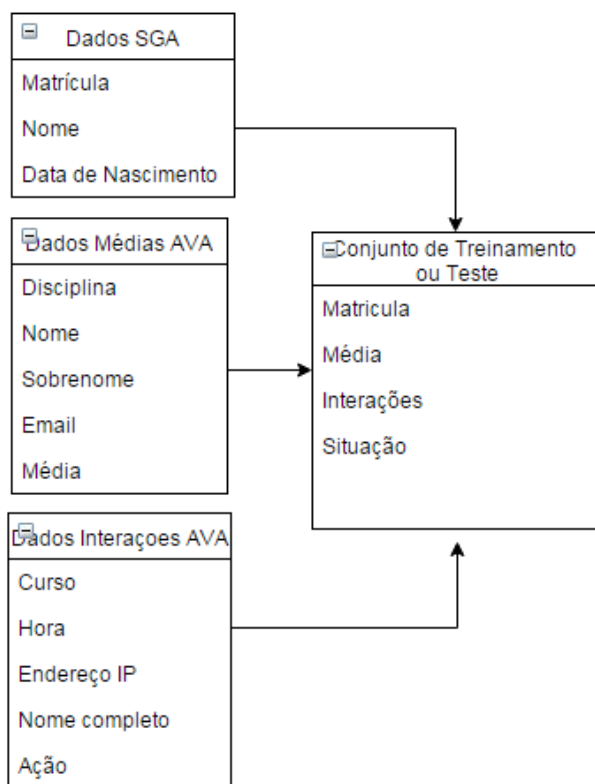 Dados SGA
Matrícula
Nome
Data de Nascimento
Dados Médias AVA
Disciplina
Nome
Sobrenome
Email
Média
Dados Interaçoes AVA
Curso
Hora
Endereço IP
Nome completo
Ação
Conjunto de Treinamento
ou Teste
Matricula
Média
Interações
Situação